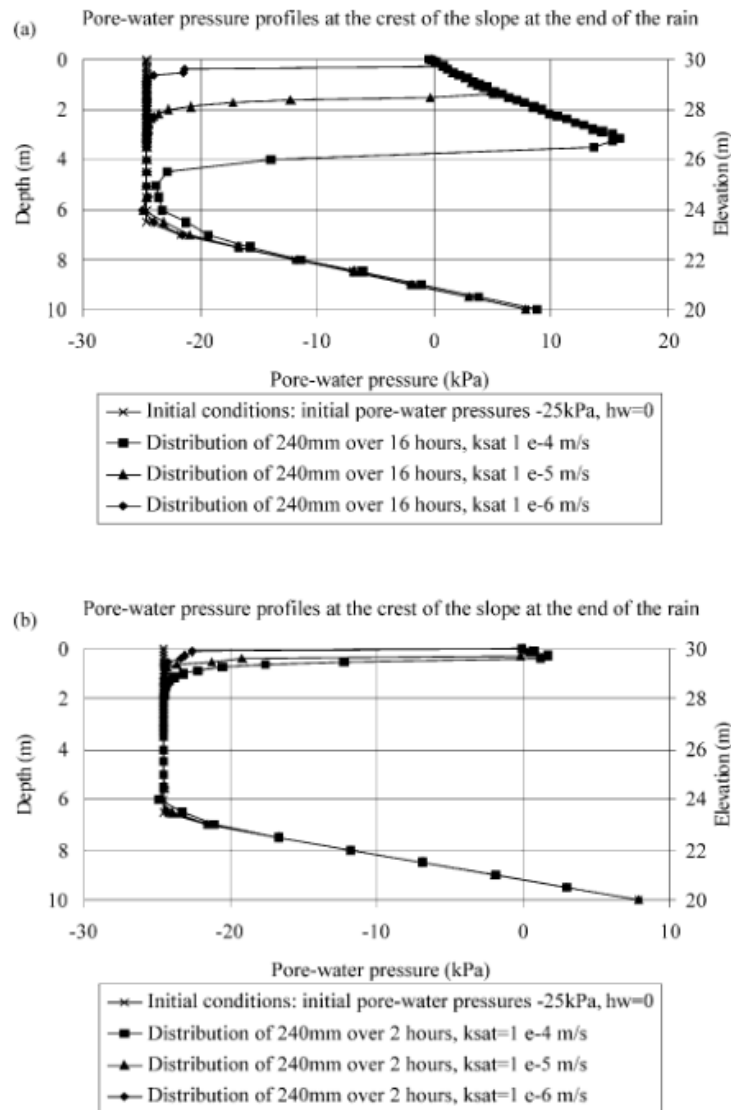 (a)
Pore-water pressure profiles at the crest of the slope at the end of the rain
0
2
4
6
8
10
Depth (m)
30
28
26
24
22
20
Elevation (m)
-30 -20 -10 0 10 20
Pore-water pressure (kPa)
Initial conditions: initial pore-water pressures -25kPa, hw=0
Distribution of 240mm over 16 hours, ksat 1 e-4 m/s
Distribution of 240mm over 16 hours, ksat 1 e-5 m/s
Distribution of 240mm over 16 hours, ksat 1 e-6 m/s
(b)
Pore-water pressure profiles at the crest of the slope at the end of the rain
0
2
4
6
8
10
Depth (m)
30
28
26
24
22
20
Elevation (m)
-30 -20 -10 0 10
Pore-water pressure (kPa)
Initial conditions: initial pore-water pressures -25kPa, hw=0
Distribution of 240mm over 2 hours, ksat=1 e-4 m/s
Distribution of 240mm over 2 hours, ksat=1 e-5 m/s
Distribution of 240mm over 2 hours, ksat=1 e-6 m/s